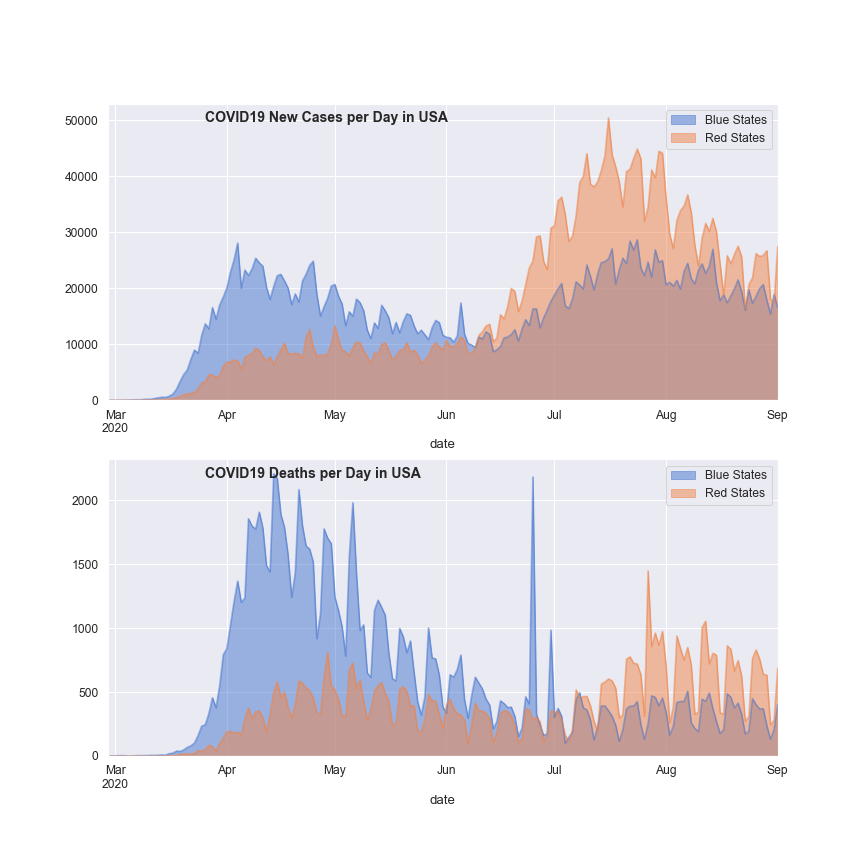 COVID19 New Cases per Day in USA
Blue States
Red States
50000
40000
30000
20000
10000
0
Mar Apr May Jun Jul Aug Sep
2020
date
COVID19 Deaths per Day in USA
Blue States
Red States
2000
1500
1000
500
0
Mar Apr May Jun Jul Aug Sep
2020
date